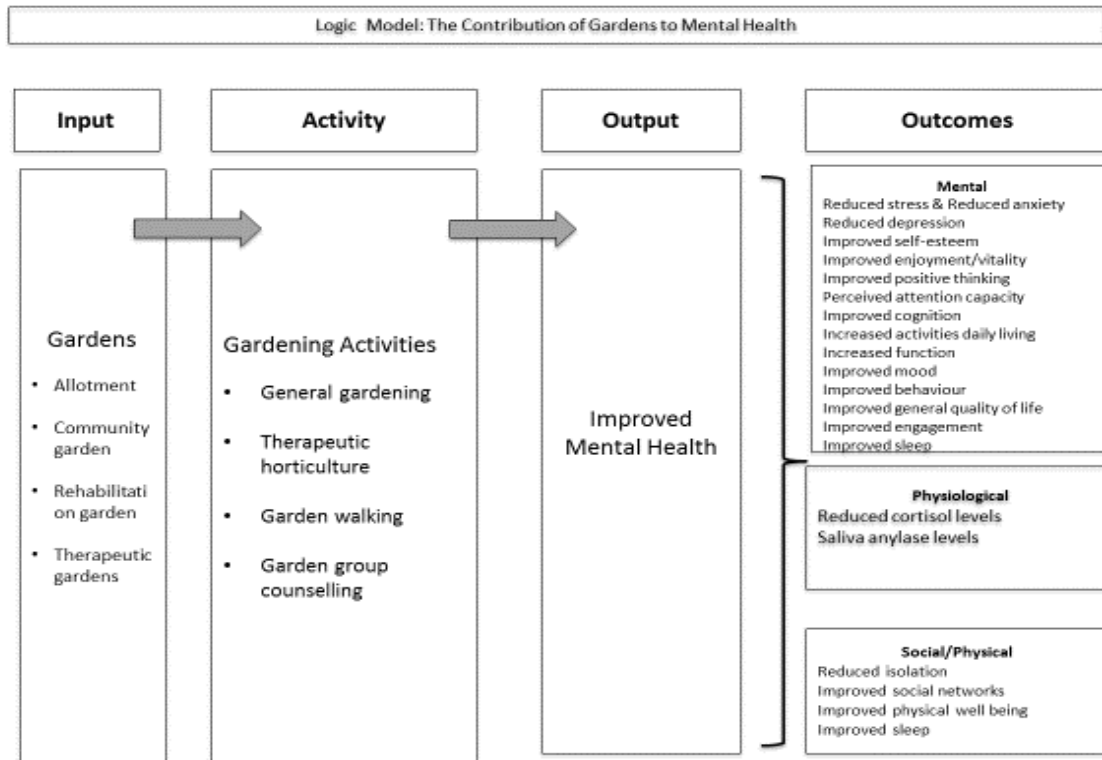 Logic Model: The Contribution of Gardens to Mental Health
Input
Activity
Output
Outcomes
Gardens
• Allotment
• Community
garden
• Rehabilitati
on garden
• Therapeutic
gardens
Gardening Activities
• General gardening
• Therapeutic
horticulture
• Garden walking
• Garden group
counselling
Improved
Mental Health
Mental
Reduced stress & Reduced anxiety
Reduced depression
Improved self-esteem
Improved enjoyment/vitality
Improved positive thinking
Perceived attention capacity
Improved cognition
Increased activities daily living
Increased function
Improved mood
Improved behaviour
Improved general quality of life
Improved engagement
Improved sleep
Physiological
Reduced cortisol levels
Saliva anylase levels
Social/Physical
Reduced isolation
Improved social networks
Improved physical well being
Improved sleep